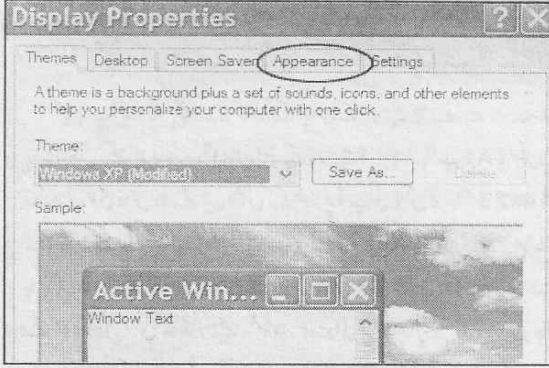 Display Properties
Themes Desktop Screen Saver Appearance Settings
A theme is a background plus a set of sounds, icons, and other elements
to help you personalize your computer with one click.
Theme:
Windows XP (Modified) Save As... Delete
Sample:
Active Win...
Window Text